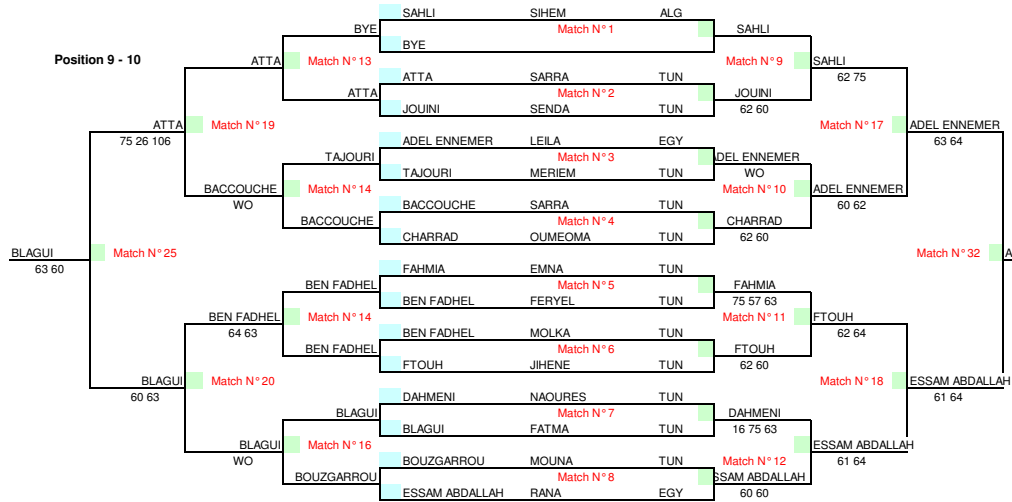 SAHLI SIHEM ALG
BYE Match N° 1 SAHLI
BYE
Position 9 - 10 ATTA Match N° 13 Match N° 9 SAHLI
ATTA SARRA TUN 62 75
ATTA Match N° 2 JOUINI
JOUINI SENDA TUN 62 60
ATTA Match N° 19 Match N° 17 ADEL ENNEMER
75 26 106 63 64
ADEL ENNEMER LEILA EGY
TAJOURI Match N° 3 ADEL ENNEMER
TAJOURI MERIEM TUN WO
BACCOUCHE Match N° 14 Match N° 10 ADEL ENNEMER
WO BACCOUCHE SARRA TUN 60 62
BACCOUCHE Match N° 4 CHARRAD
CHARRAD OUMEOMA TUN 62 60
BLAGUI Match N° 25 Match N° 32 A
63 60
FAHMIA EMNA TUN
BEN FADHEL Match N° 5 FAHMIA
BEN FADHEL FERYEL TUN 75 57 63
BEN FADHEL Match N° 14 Match N° 11 FTOUH
64 63 BEN FADHEL MOLKA TUN 62 64
BEN FADHEL Match N° 6 FTOUH
FTOUH JIHENE TUN 62 60
BLAGUI Match N° 20 Match N° 18 ESSAM ABDALLAH
60 63 61 64
DAHMENI NAOURES TUN
BLAGUI Match N° 7 DAHMENI
BLAGUI FATMA TUN 16 75 63
BLAGUI Match N° 16 Match N° 12 ESSAM ABDALLAH
WO BOUZGARROU MOUNA TUN 61 64
BOUZGARROU Match N° 8 SSAM ABDALLAH
ESSAM ABDALLAH RANA EGY 60 60